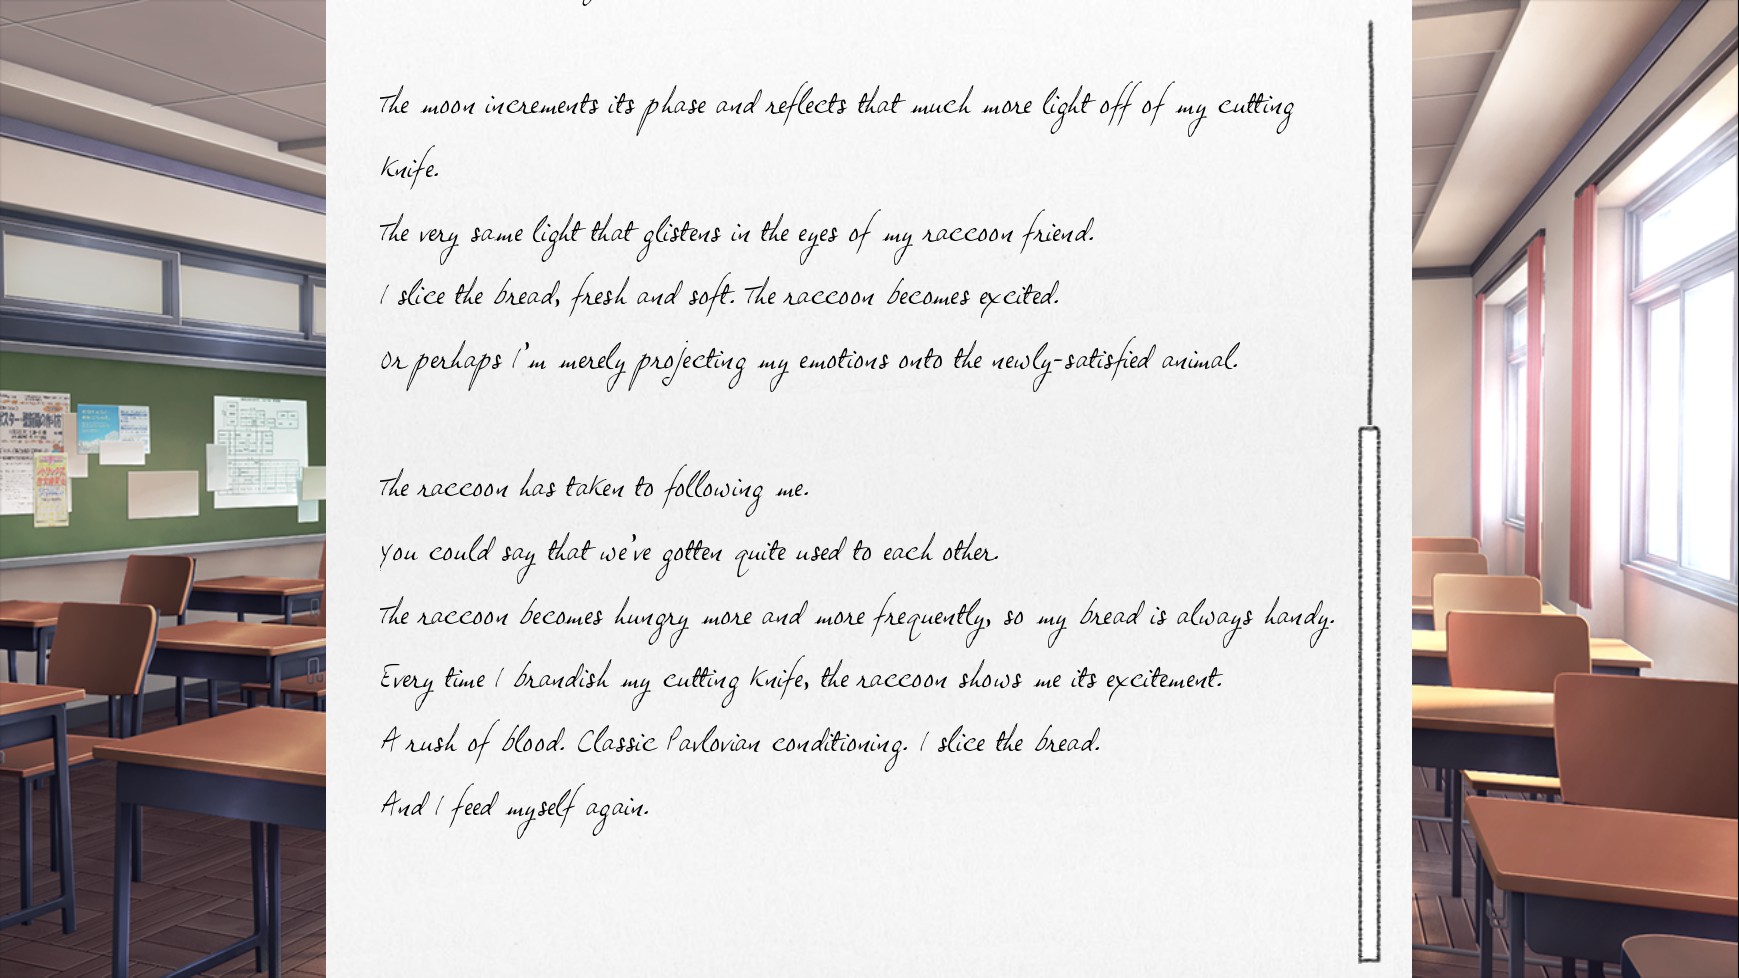 The moon increments its phase and reflects that much more light off of my cutting
knife.
The very same light that glistens in the eyes of my raccoon friend.
I slice the bread, fresh and soft. The raccoon becomes excited.
Or perhaps I'm merely projecting my emotions onto the newly-satisfied animal.
The raccoon has taken to following me.
You could say that we've gotten quite used to each other.
The raccoon becomes hungry more and more frequently, so my bread is always handy.
Every time I brandish my cutting knife, the raccoon shows me its excitement.
A rush of blood. Classic Pavlovian conditioning. I slice the bread.
And I feed myself again.